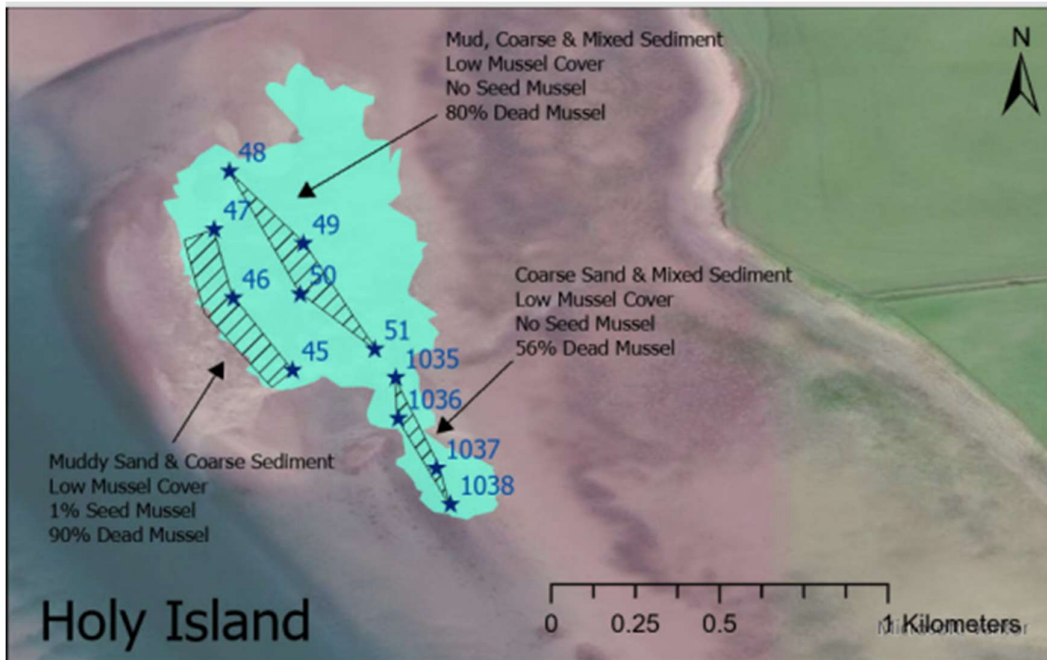 Mud, Coarse & Mixed Sediment
Low Mussel Cover
No Seed Mussel
80% Dead Mussel
N
48
47
49
46
50
45
51
1035
1036
1037
1038
Coarse Sand & Mixed Sediment
Low Mussel Cover
No Seed Mussel
56% Dead Mussel
Muddy Sand & Coarse Sediment
Low Mussel Cover
1% Seed Mussel
90% Dead Mussel
Holy Island
0 0.25 0.5 1 Kilometers